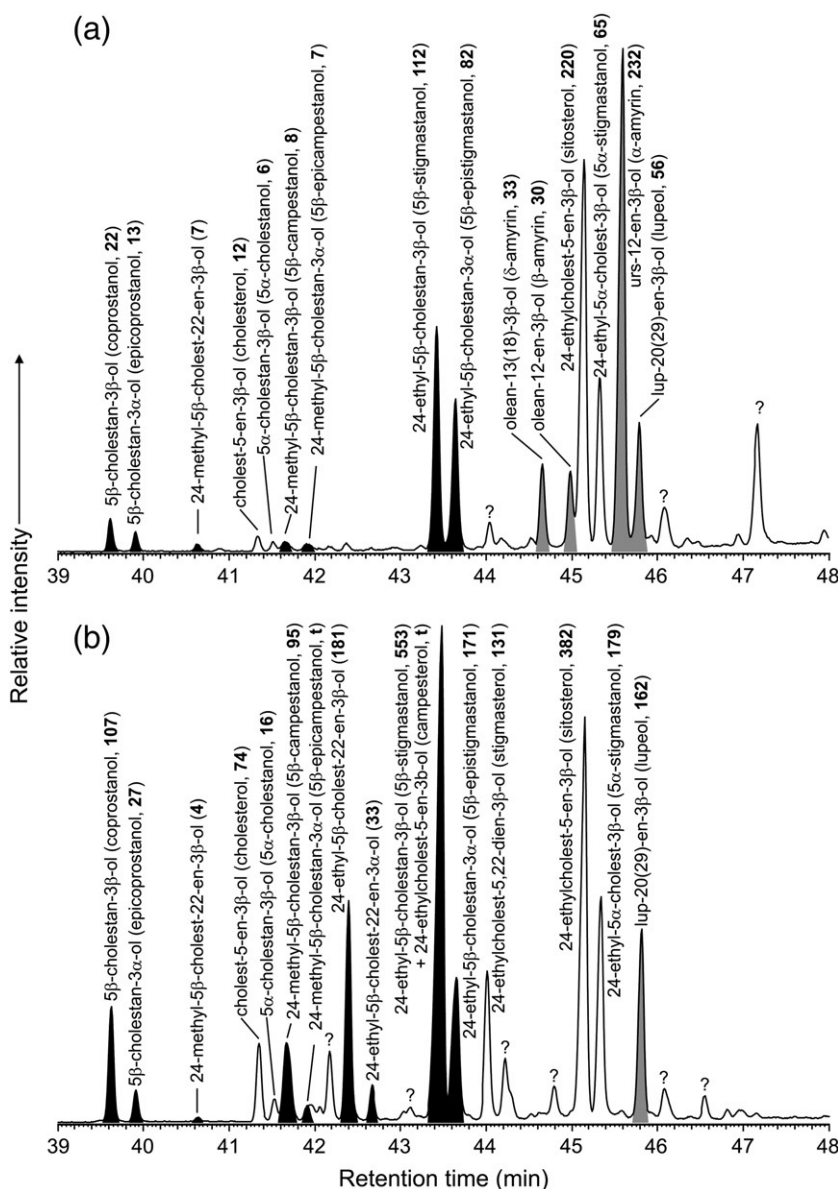 (a)
5β-cholestan-3β-ol (coprostanol, 22)
5β-cholestan-3α-ol (epicoprostanol, 13)
24-methyl-5β-cholest-22-en-3β-ol (7)
cholest-5-en-3β-ol (cholesterol, 12)
5α-cholestan-3β-ol (5α-cholestanol, 6)
24-methyl-5β-cholestan-3β-ol (5β-campestanol, 8)
24-methyl-5β-cholestan-3α-ol (5β-epicampestanol, 7)
24-ethyl-5β-cholestan-3β-ol (5β-stigmastanol, 112)
24-ethyl-5β-cholestan-3α-ol (5β-epistigmastanol, 82)
?
olean-13(18)-3β-ol (δ-amyrin, 33)
olean-12-en-3β-ol (β-amyrin, 30)
24-ethylcholest-5-en-3β-ol (sitosterol, 220)
24-ethyl-5α-cholest-3β-ol (5α-stigmastanol, 65)
urs-12-en-3β-ol (α-amyrin, 232)
lup-20(29)-en-3β-ol (lupeol, 56)
?
?
39 40 41 42 43 44 45 46 47 48
Relative intensity
(b)
5β-cholestan-3β-ol (coprostanol, 107)
5β-cholestan-3α-ol (epicoprostanol, 27)
24-methyl-5β-cholest-22-en-3β-ol (4)
cholest-5-en-3β-ol (cholesterol, 74)
5α-cholestan-3β-ol (5α-cholestanol, 16)
24-methyl-5β-cholestan-3β-ol (5β-campestanol, 95)
24-methyl-5β-cholestan-3α-ol (5β-epicampestanol, t)
?
24-ethyl-5β-cholest-22-en-3β-ol (181)
24-ethyl-5β-cholest-22-en-3α-ol (33)
?
24-ethyl-5β-cholestan-3β-ol (5β-stigmastanol, 553)
+ 24-ethylcholest-5-en-3b-ol (campesterol, t)
24-ethyl-5β-cholestan-3α-ol (5β-epistigmastanol, 171)
24-ethylcholest-5,22-dien-3β-ol (stigmasterol, 131)
?
?
24-ethylcholest-5-en-3β-ol (sitosterol, 382)
24-ethyl-5α-cholest-3β-ol (5α-stigmastanol, 179)
lup-20(29)-en-3β-ol (lupeol, 162)
?
?
39 40 41 42 43 44 45 46 47 48
Retention time (min)